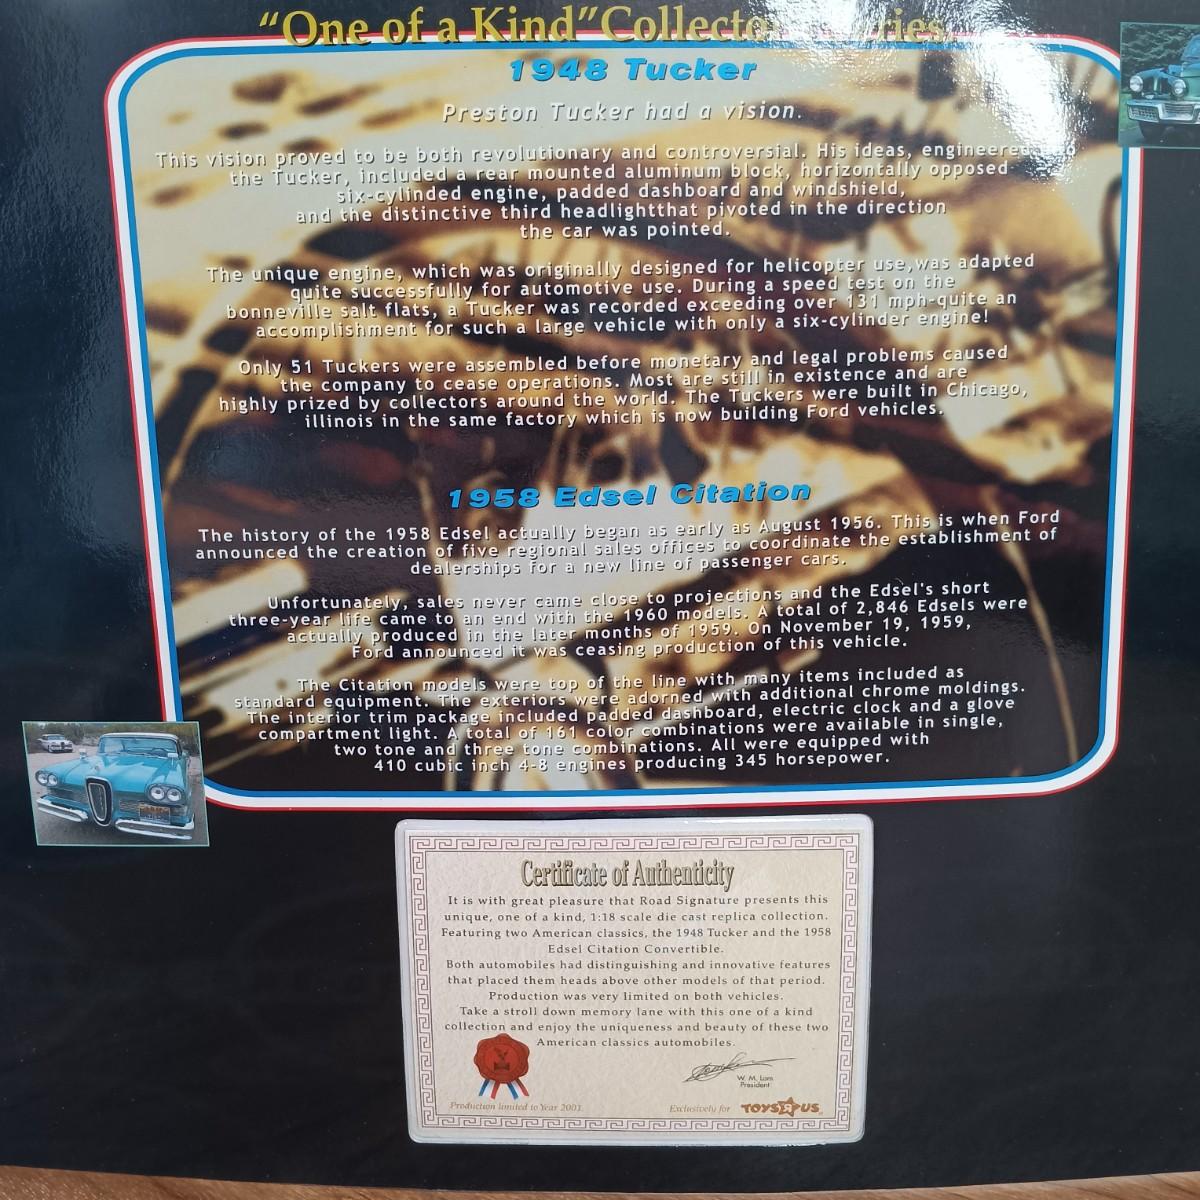 "One of a Kind" Collector Series
1948 Tucker
Preston Tucker had a vision.
This vision proved to be both revolutionary and controversial. His ideas, engineered
the Tucker, included a rear mounted aluminum block, horizontally opposed
six-cylinded engine, padded dashboard and windshield,
and the distinctive third headlightthat pivoted in the direction
the car was pointed.
The unique engine, which was originally designed for helicopter use,was adapted
quite successfully for automotive use. During a speed test on the
bonneville salt flats, a Tucker was recorded exceeding over 131 mph-quite an
accomplishment for such a large vehicle with only a six-cylinder engine!
Only 51 Tuckers were assembled before monetary and legal problems caused
the company to cease operations. Most are still in existence and are
highly prized by collectors around the world. The Tuckers were built in Chicago,
illinois in the same factory which is now building Ford vehicles.
1958 Edsel Citation
The history of the 1958 Edsel actually began as early as August 1956. This is when Ford
announced the creation of five regional sales offices to coordinate the establishment of
dealerships for a new line of passenger cars.
Unfortunately, sales never came close to projections and the Edsel's short
three-year life came to an end with the 1960 models. A total of 2,846 Edsels were
actually produced in the later months of 1959. On November 19, 1959,
Ford announced it was ceasing production of this vehicle.
The Citation models were top of the line with many items included as
standard equipment. The exteriors were adorned with additional chrome moldings.
The interior trim package included padded dashboard, electric clock and a glove
compartment light. A total of 161 color combinations were available in single,
two tone and three tone combinations. All were equipped with
410 cubic inch 4-8 engines producing 345 horsepower.
Certificate of Authenticity
It is with great pleasure that Road Signature presents this
unique, one of a kind, 1:18 scale die cast replica collection.
Featuring two American classics, the 1948 Tucker and the 1958
Edsel Citation Convertible.
Both automobiles had distinguishing and innovative features
that placed them heads above other models of that period.
Production was very limited on both vehicles.
Take a stroll down memory lane with this one of a kind
collection and enjoy the uniqueness and beauty of these two
American classics automobiles.
W. M. Lam
President
Production limited to Year 2001.
Exclusively for TOYS R US